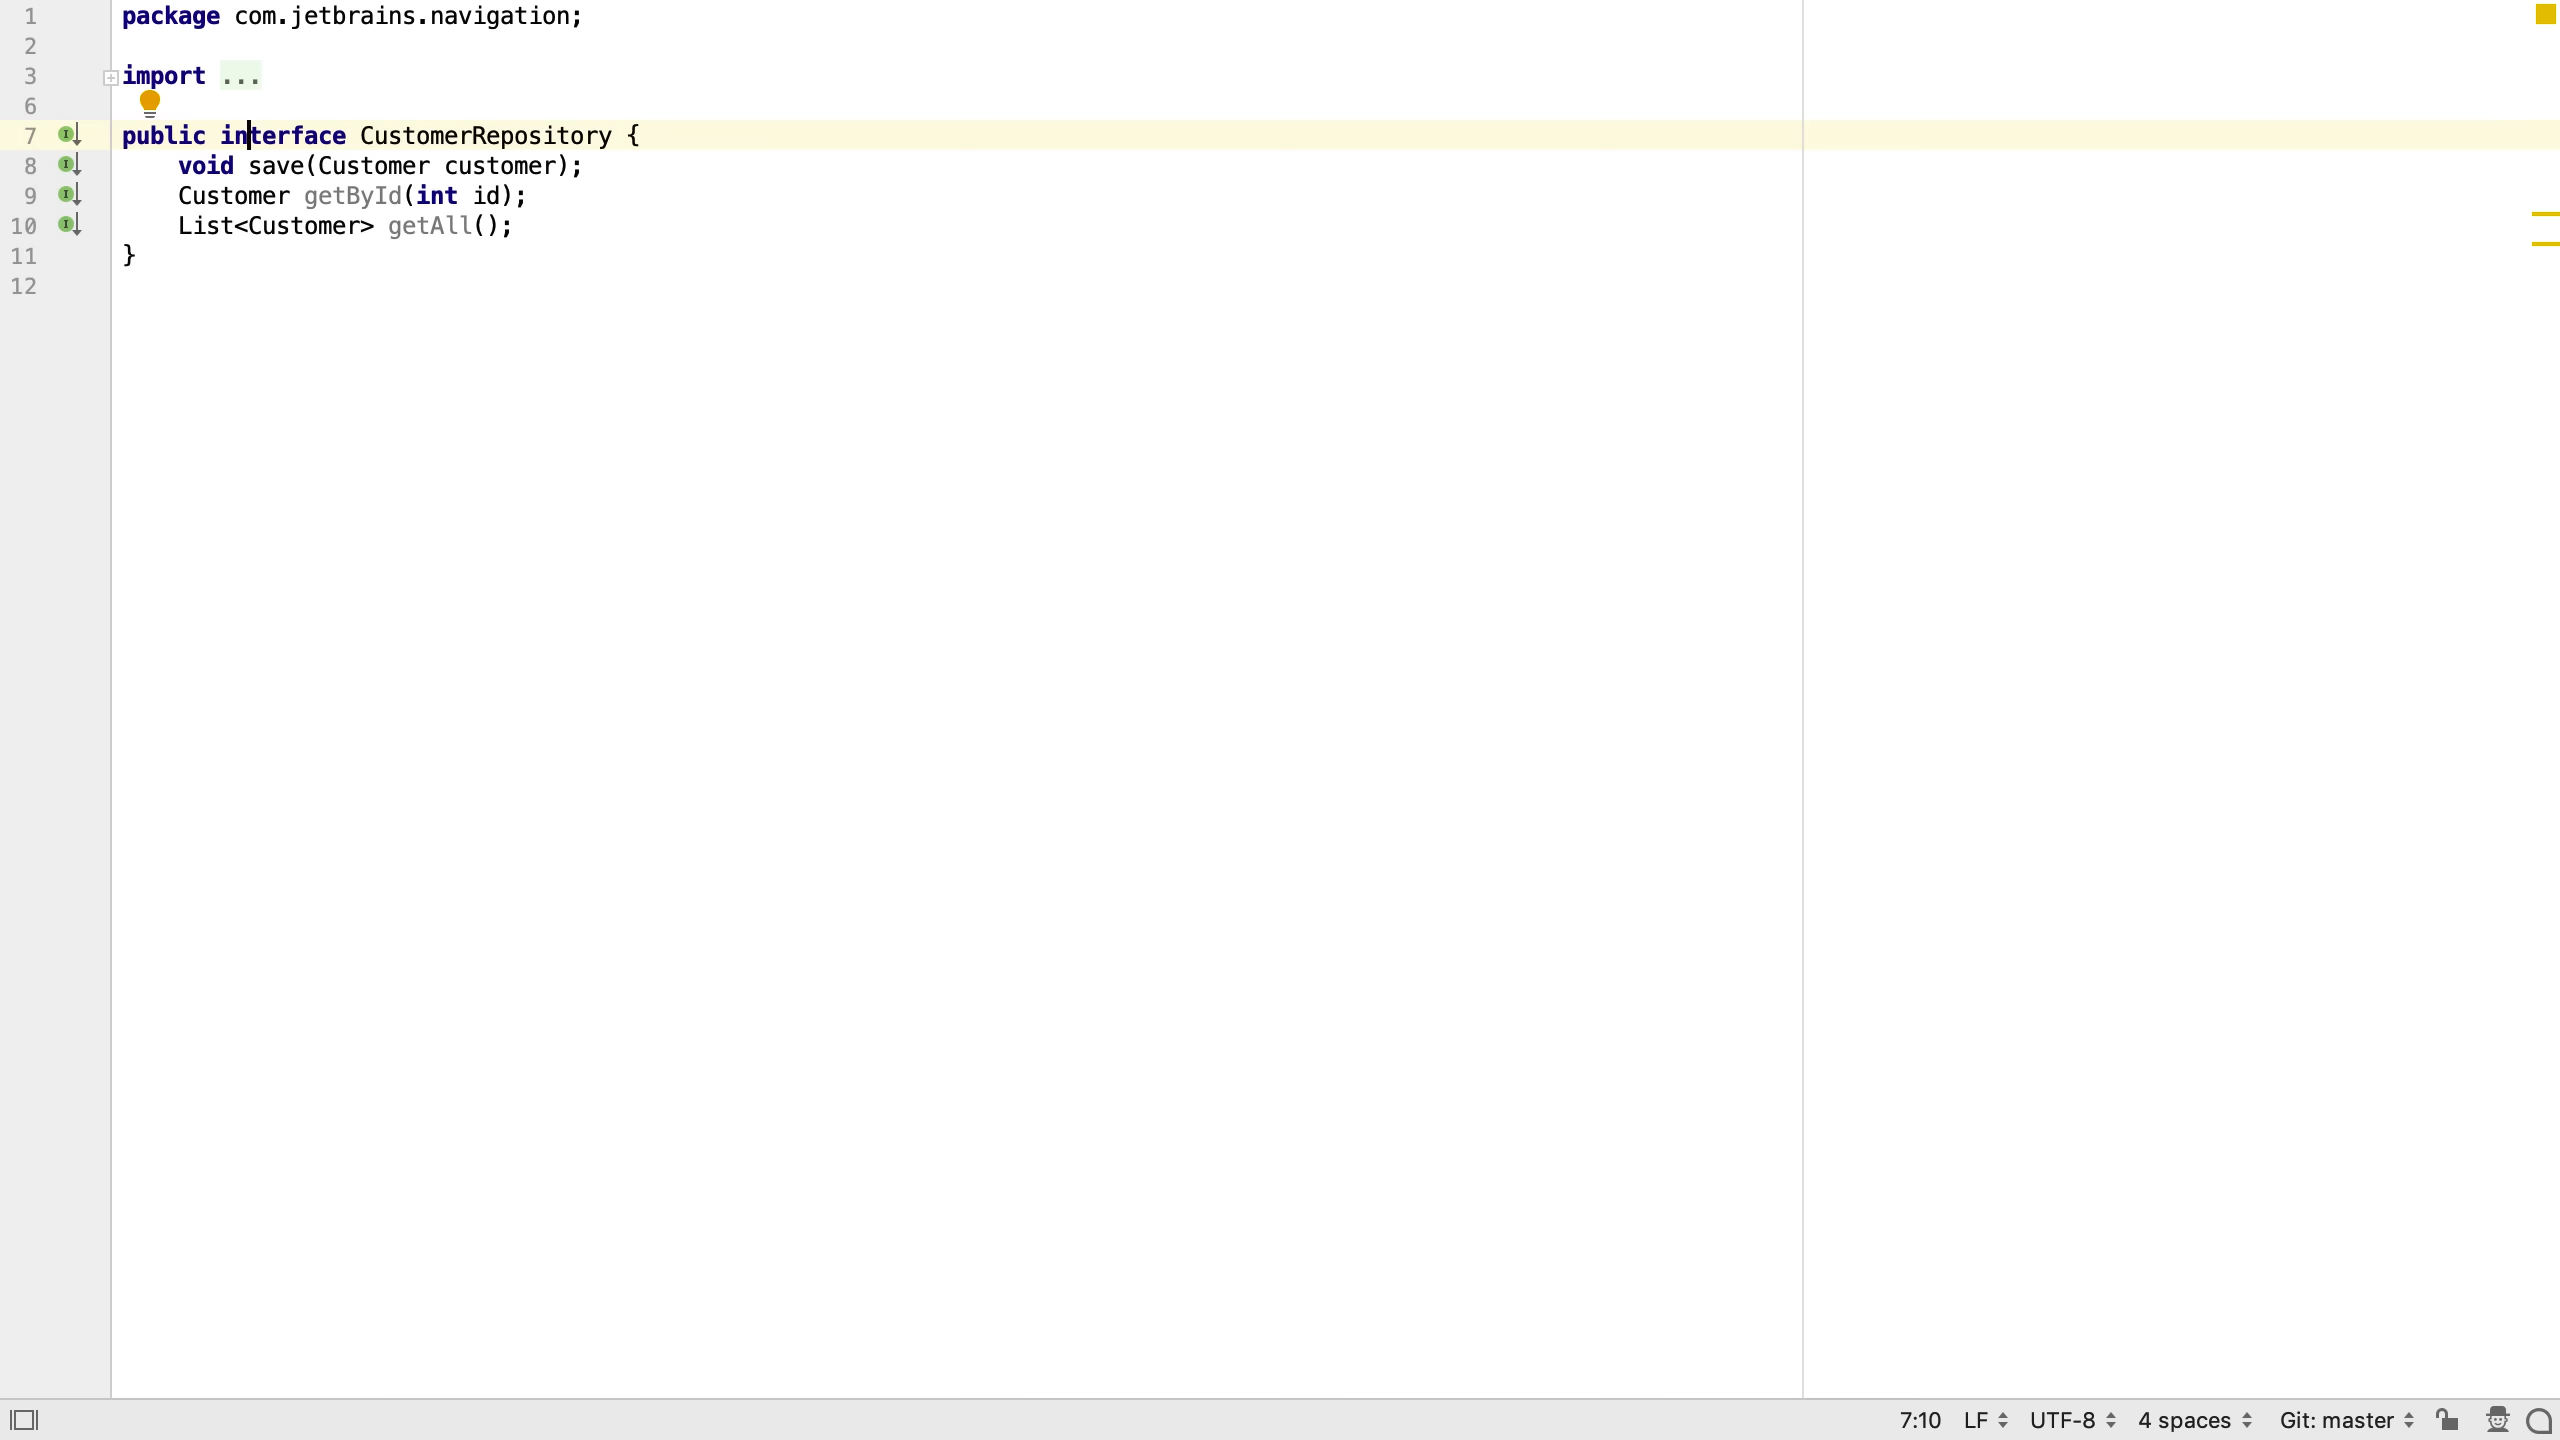 1 package com.jetbrains.navigation;
2
3 import ...
6
7 public interface CustomerRepository {
8 void save(Customer customer);
9 Customer getById(int id);
10 List<Customer> getAll();
11 }
12
7:10 LF UTF-8 4 spaces Git: master